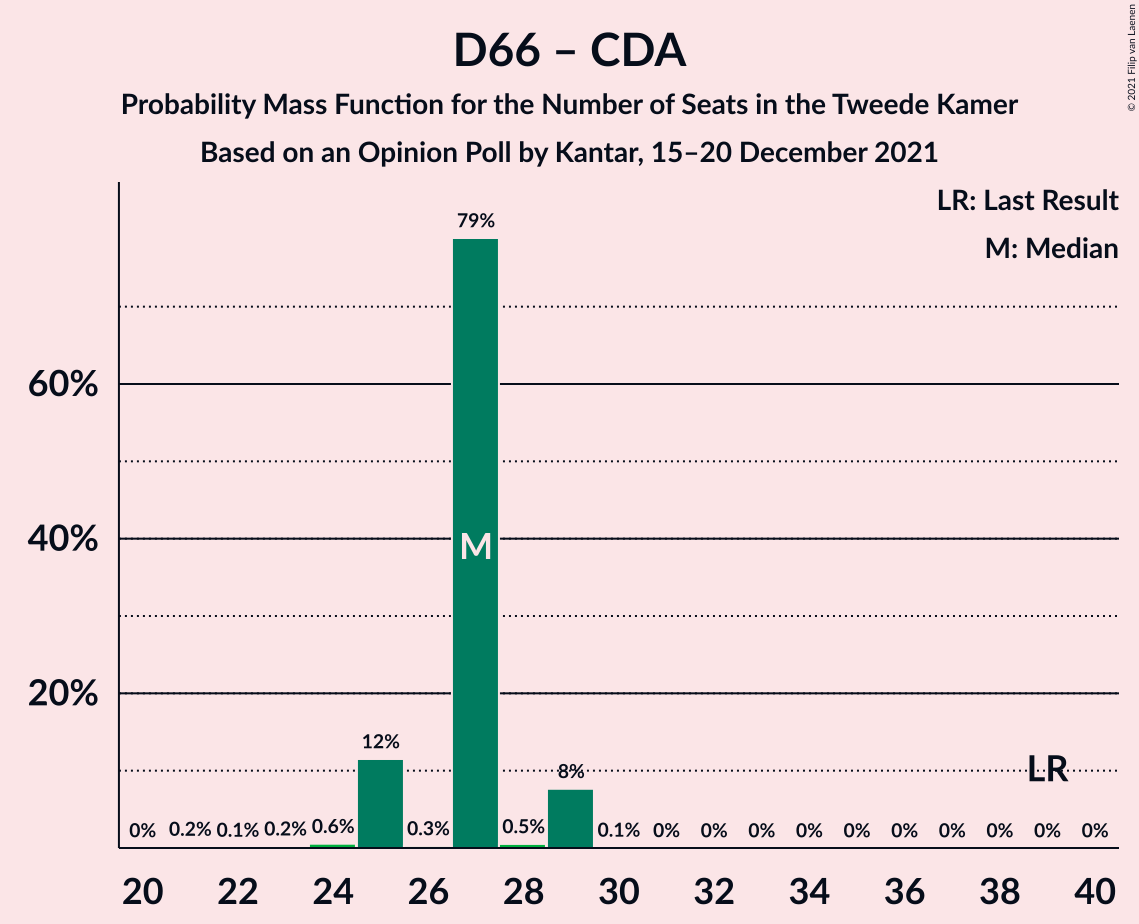 D66 – CDA
Probability Mass Function for the Number of Seats in the Tweede Kamer
Based on an Opinion Poll by Kantar, 15–20 December 2021
© 2021 Filip van Laenen
LR: Last Result
M: Median
79%
60%
40%
M
20%
12%
8%
LR
0% 0.2% 0.1% 0.2% 0.6% 0.3% 0.5% 0.1% 0% 0% 0% 0% 0% 0% 0% 0% 0% 0%
20 22 24 26 28 30 32 34 36 38 40